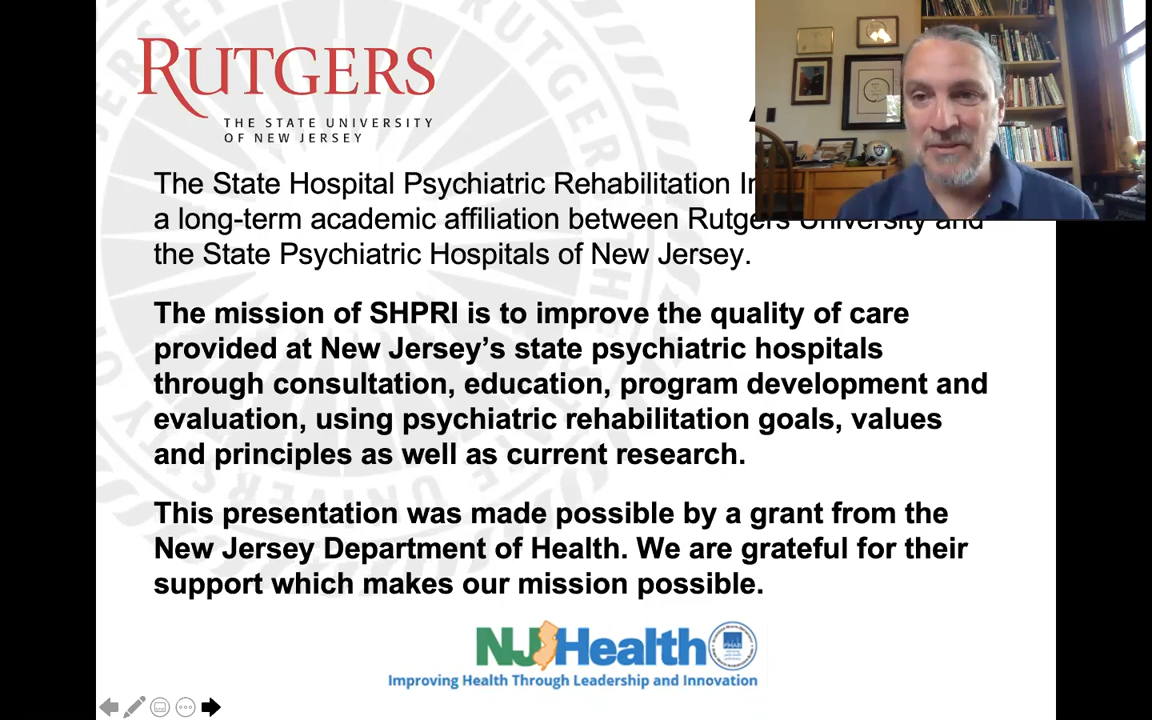 RUTGERS
THE STATE UNIVERSITY
OF NEW JERSEY
The State Hospital Psychiatric Rehabilitation
a long-term academic affiliation between Rutgers University and
the State Psychiatric Hospitals of New Jersey.
The mission of SHPRI is to improve the quality of care
provided at New Jersey’s state psychiatric hospitals
through consultation, education, program development and
evaluation, using psychiatric rehabilitation goals, values
and principles as well as current research.
This presentation was made possible by a grant from the
New Jersey Department of Health. We are grateful for their
support which makes our mission possible.
NJHealth
Improving Health Through Leadership and Innovation